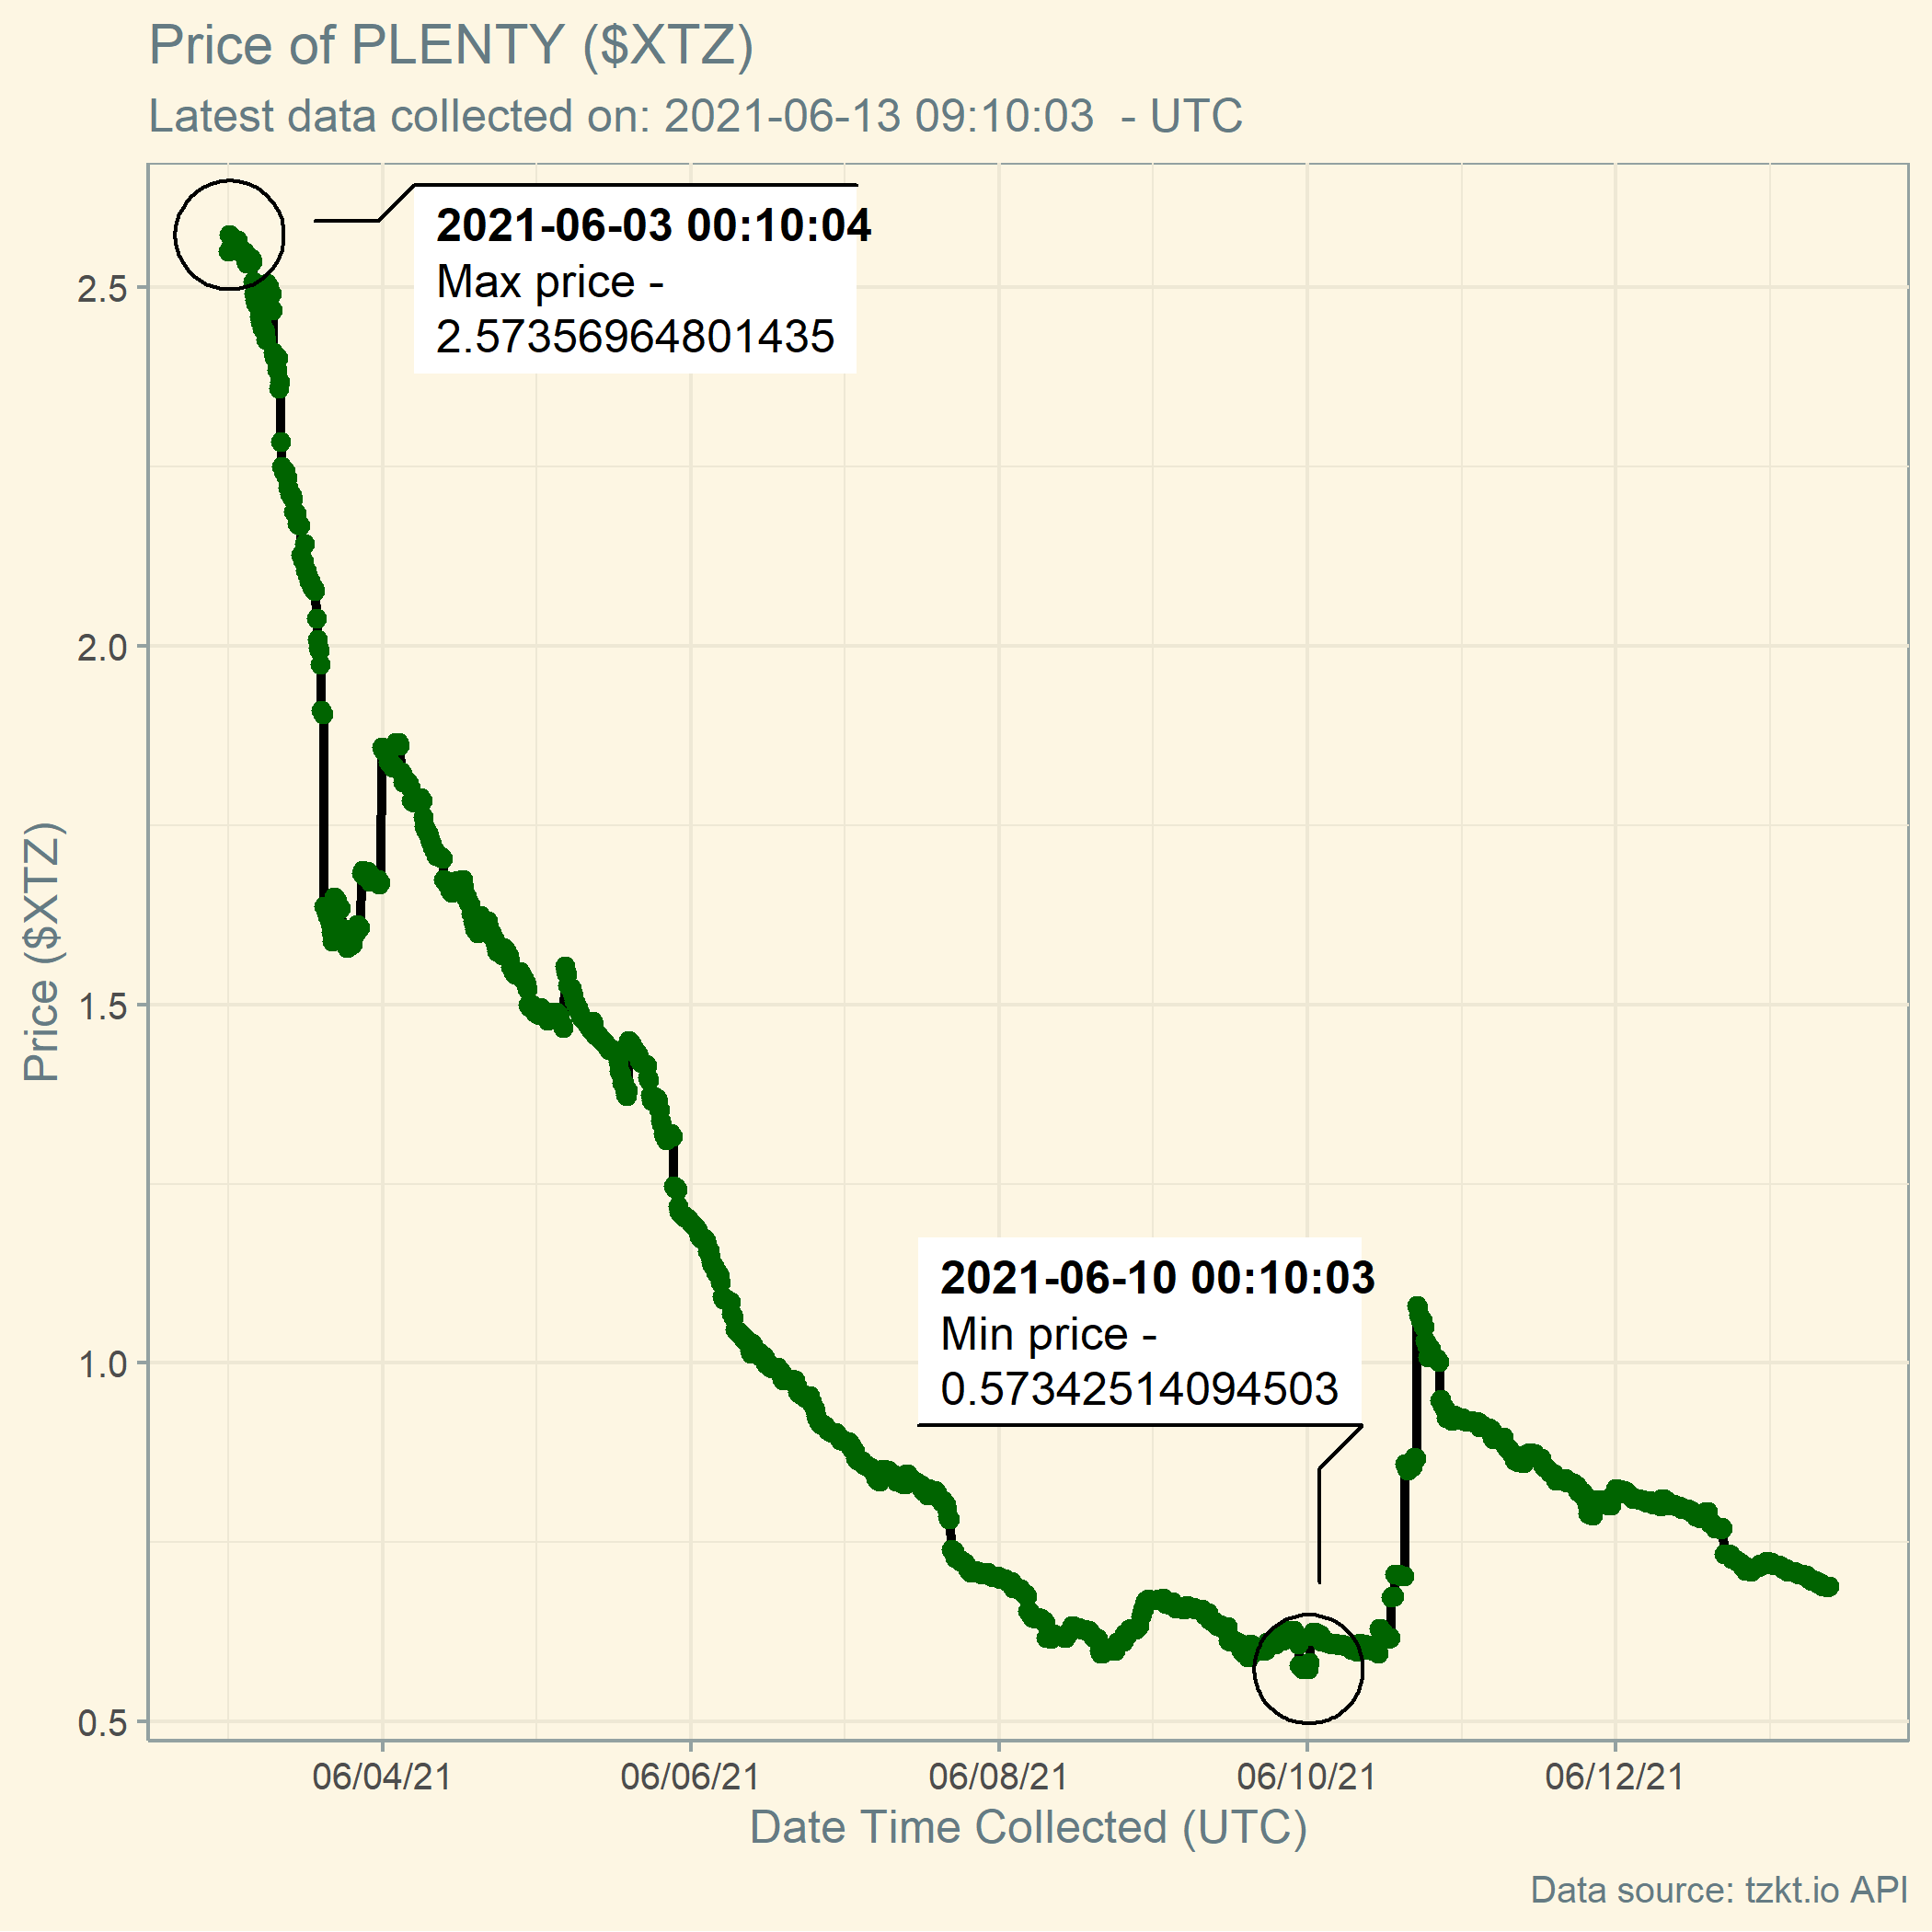 Price of PLENTY ($XTZ)
Latest data collected on: 2021-06-13 09:10:03  - UTC
2021-06-03 00:10:04
Max price -
2.57356964801435
2021-06-10 00:10:03
Min price -
0.57342514094503
Price ($XTZ)
2.5
2.0
1.5
1.0
0.5
06/04/21
06/06/21
06/08/21
06/10/21
06/12/21
Date Time Collected (UTC)
Data source: tzkt.io API